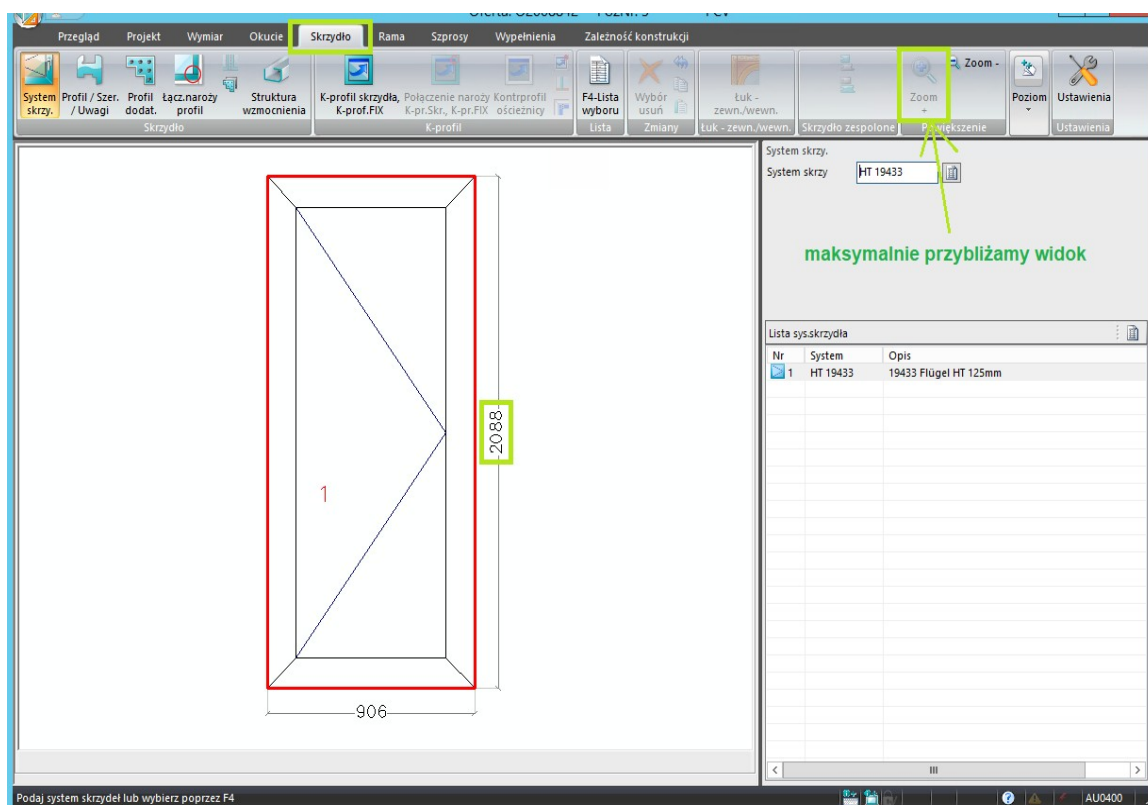 Przegląd Projekt Wymiar Okucie Skrzydło Rama Szprosy Wypełnienia Zależność konstrukcji
System skrzy. Profil / Szer. / Uwagi Profil dodat. Łącz.naroży profil Struktura wzmocnienia
Skrzydło
K-profil skrzydła, K-prof.FIX Połączenie naroży K-pr.Skr., K-pr.FIX Kontrprofil ościeżnicy
K-profil
F4-Lista wyboru
Lista
Wybór usuń
Zmiany
Łuk - zewn./wewn.
Łuk - zewn./wewn.
Skrzydło zespolone
Zoom +
Zoom -
Powiększenie
Poziom
Ustawienia
Ustawienia
System skrzy.
System skrzy HT 19433
maksymalnie przybliżamy widok
1
2088
906
Lista sys.skrzydła
Nr System Opis
1 HT 19433 19433 Flügel HT 125mm
Podaj system skrzydeł lub wybierz poprzez F4
AU0400